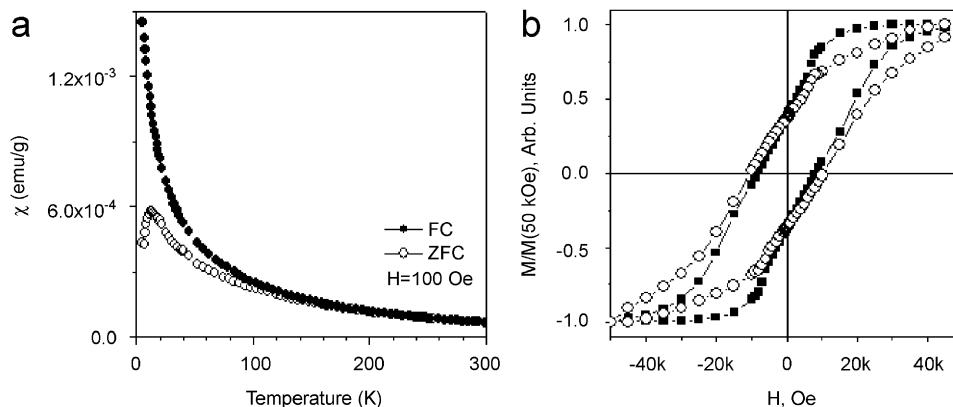 a
χ (emu/g)
1.2x10⁻³
6.0x10⁻⁴
0.0
FC
ZFC
H=100 Oe
0
100
200
300
Temperature (K)
b
M/M(50 kOe), Arb. Units
1.0
0.5
0.0
-0.5
-1.0
-40k
-20k
0
20k
40k
H, Oe